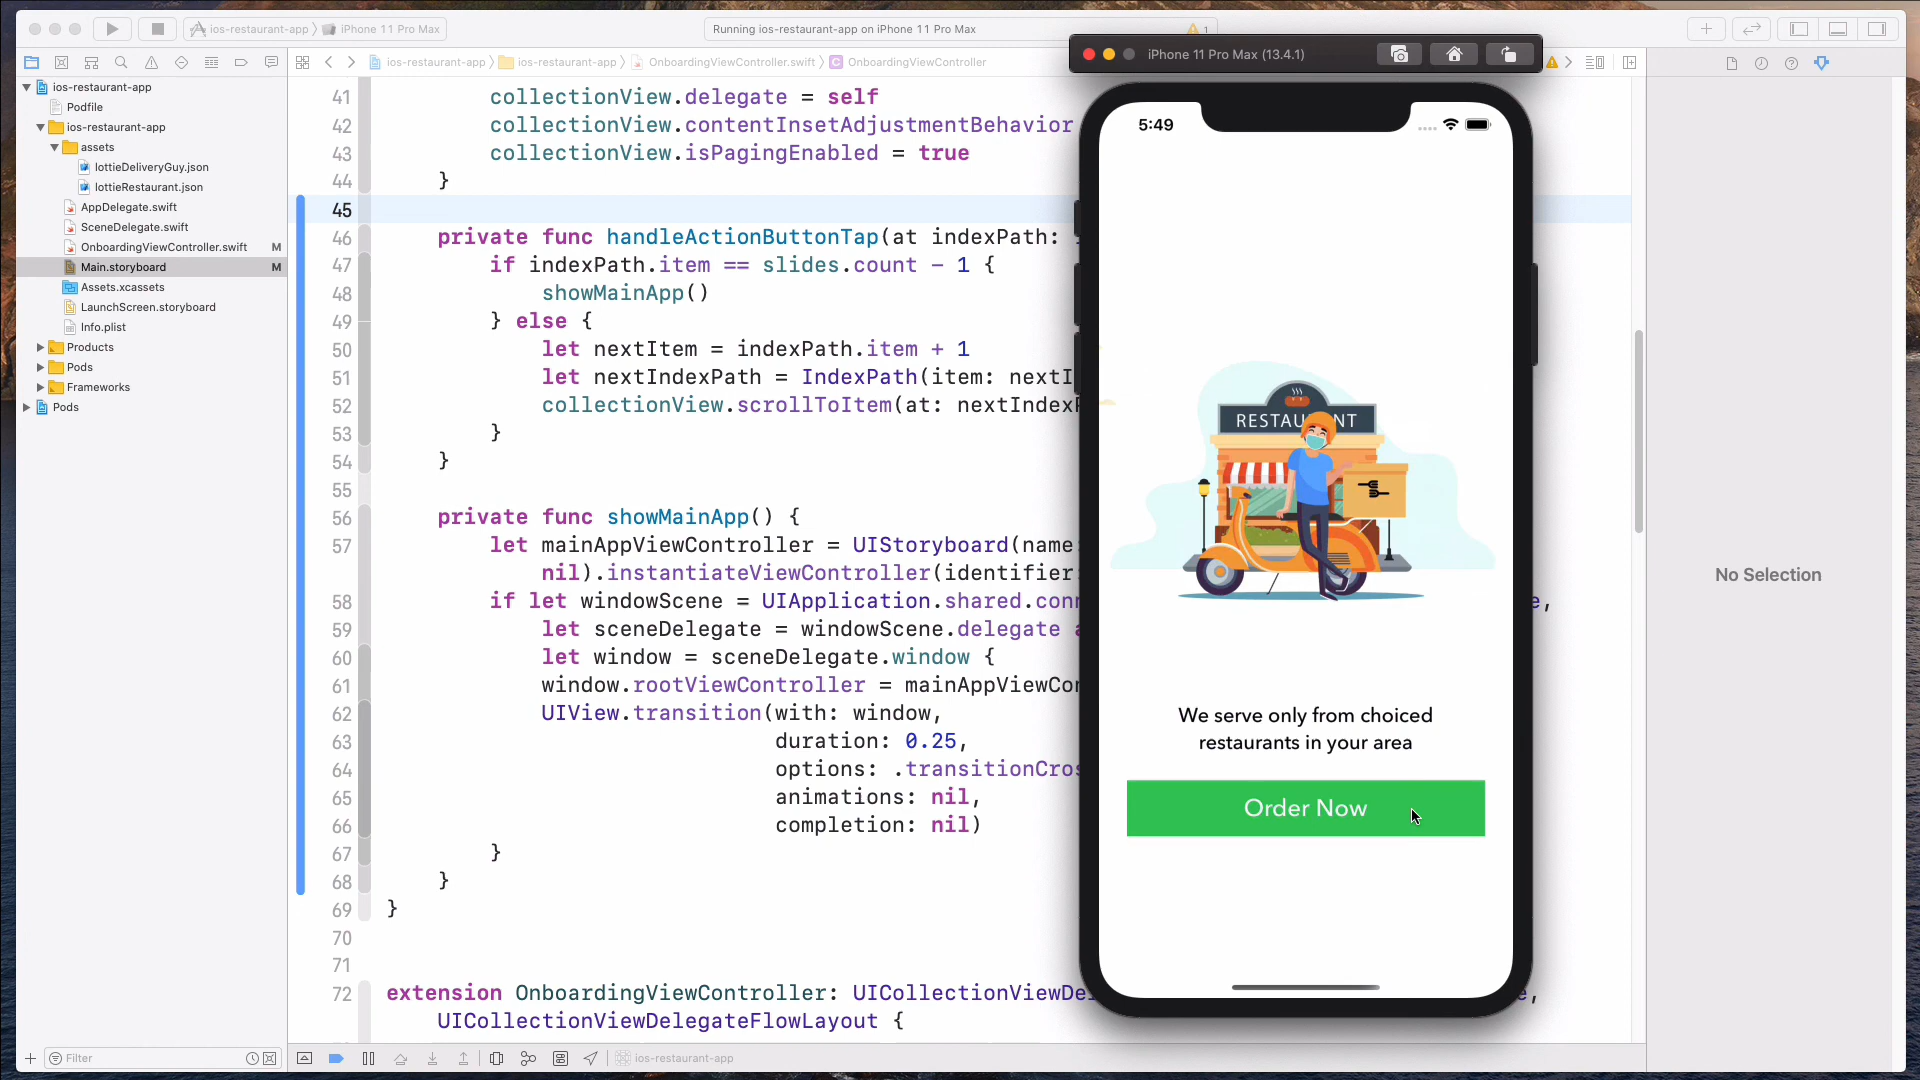 ios-restaurant-app
iPhone 11 Pro Max
Running ios-restaurant-app on iPhone 11 Pro Max
1
iPhone 11 Pro Max (13.4.1)
ios-restaurant-app
ios-restaurant-app
OnboardingViewController.swift
OnboardingViewController
ios-restaurant-app
Podfile
ios-restaurant-app
assets
lottieDeliveryGuy.json
lottieRestaurant.json
AppDelegate.swift
SceneDelegate.swift
OnboardingViewController.swift M
Main.storyboard M
Assets.xcassets
LaunchScreen.storyboard
Info.plist
Products
Pods
Frameworks
Pods
Filter
41 collectionView.delegate = self
42 collectionView.contentInsetAdjustmentBehavior
43 collectionView.isPagingEnabled = true
44 }
45
46 private func handleActionButtonTap(at indexPath:
47 if indexPath.item == slides.count - 1 {
48 showMainApp()
49 } else {
50 let nextItem = indexPath.item + 1
51 let nextIndexPath = IndexPath(item: nextI
52 collectionView.scrollToItem(at: nextIndex
53 }
54 }
55
56 private func showMainApp() {
57 let mainAppViewController = UIStoryboard(name:
nil).instantiateViewController(identifier:
58 if let windowScene = UIApplication.shared.con e,
59 let sceneDelegate = windowScene.delegate a
60 let window = sceneDelegate.window {
61 window.rootViewController = mainAppViewCon
62 UIView.transition(with: window,
63 duration: 0.25,
64 options: .transitionCros
65 animations: nil,
66 completion: nil)
67 }
68 }
69 }
70
71
72 extension OnboardingViewController: UICollectionViewDe e,
UICollectionViewDelegateFlowLayout {
ios-restaurant-app
5:49
RESTAU NT
We serve only from choiced
restaurants in your area
Order Now
No Selection